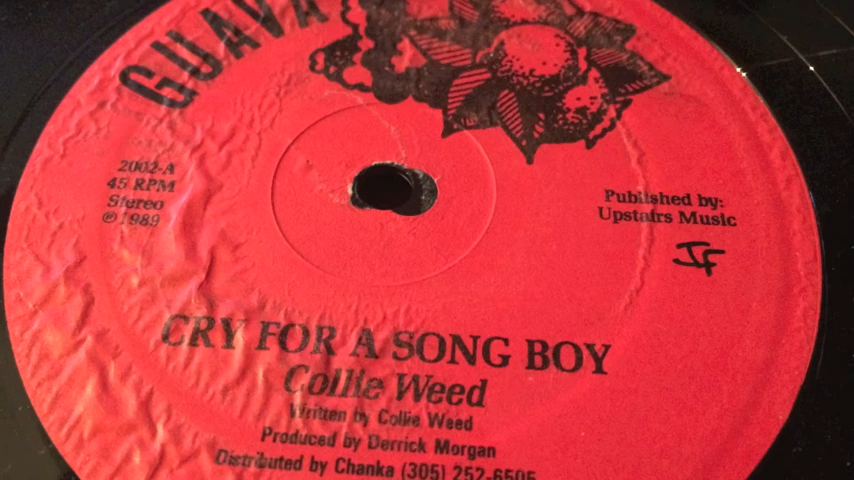 GUAVA
2002-A
45 RPM
Stereo
℗ 1989
Published by:
Upstairs Music
JF
CRY FOR A SONG BOY
Collie Weed
Written by Collie Weed
Produced by Derrick Morgan
Distributed by Chanka (305) 252-6505